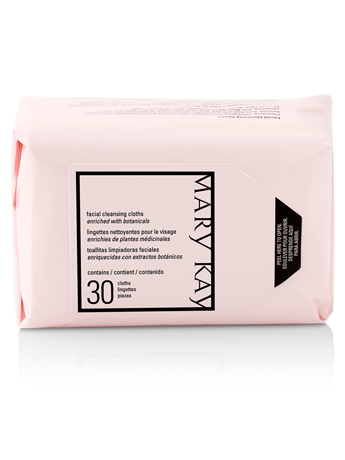 facial cleansing cloths
enriched with botanicals
lingettes nettoyantes pour le visage
enrichies de plantes médicinales
toallitas limpiadoras faciales
enriquecidas con extractos botánicos
contains / contient / contenido
30
cloths
lingettes
piezas
MARY KAY
PEEL HERE TO OPEN.
SOULEVER POUR OUVRIR.
DESPRENDE AQUÍ
PARA ABRIR.